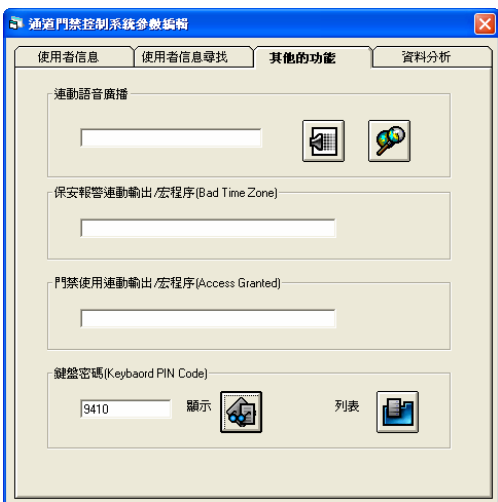 通道門禁控制系統參數編輯
使用者信息 使用者信息尋找 其他的功能 資料分析
連動語音廣播
保安報警連動輸出/宏程序(Bad Time Zone)
門禁使用連動輸出/宏程序(Access Granted)
鍵盤密碼(Keybaord PIN Code)
9410 顯示 列表